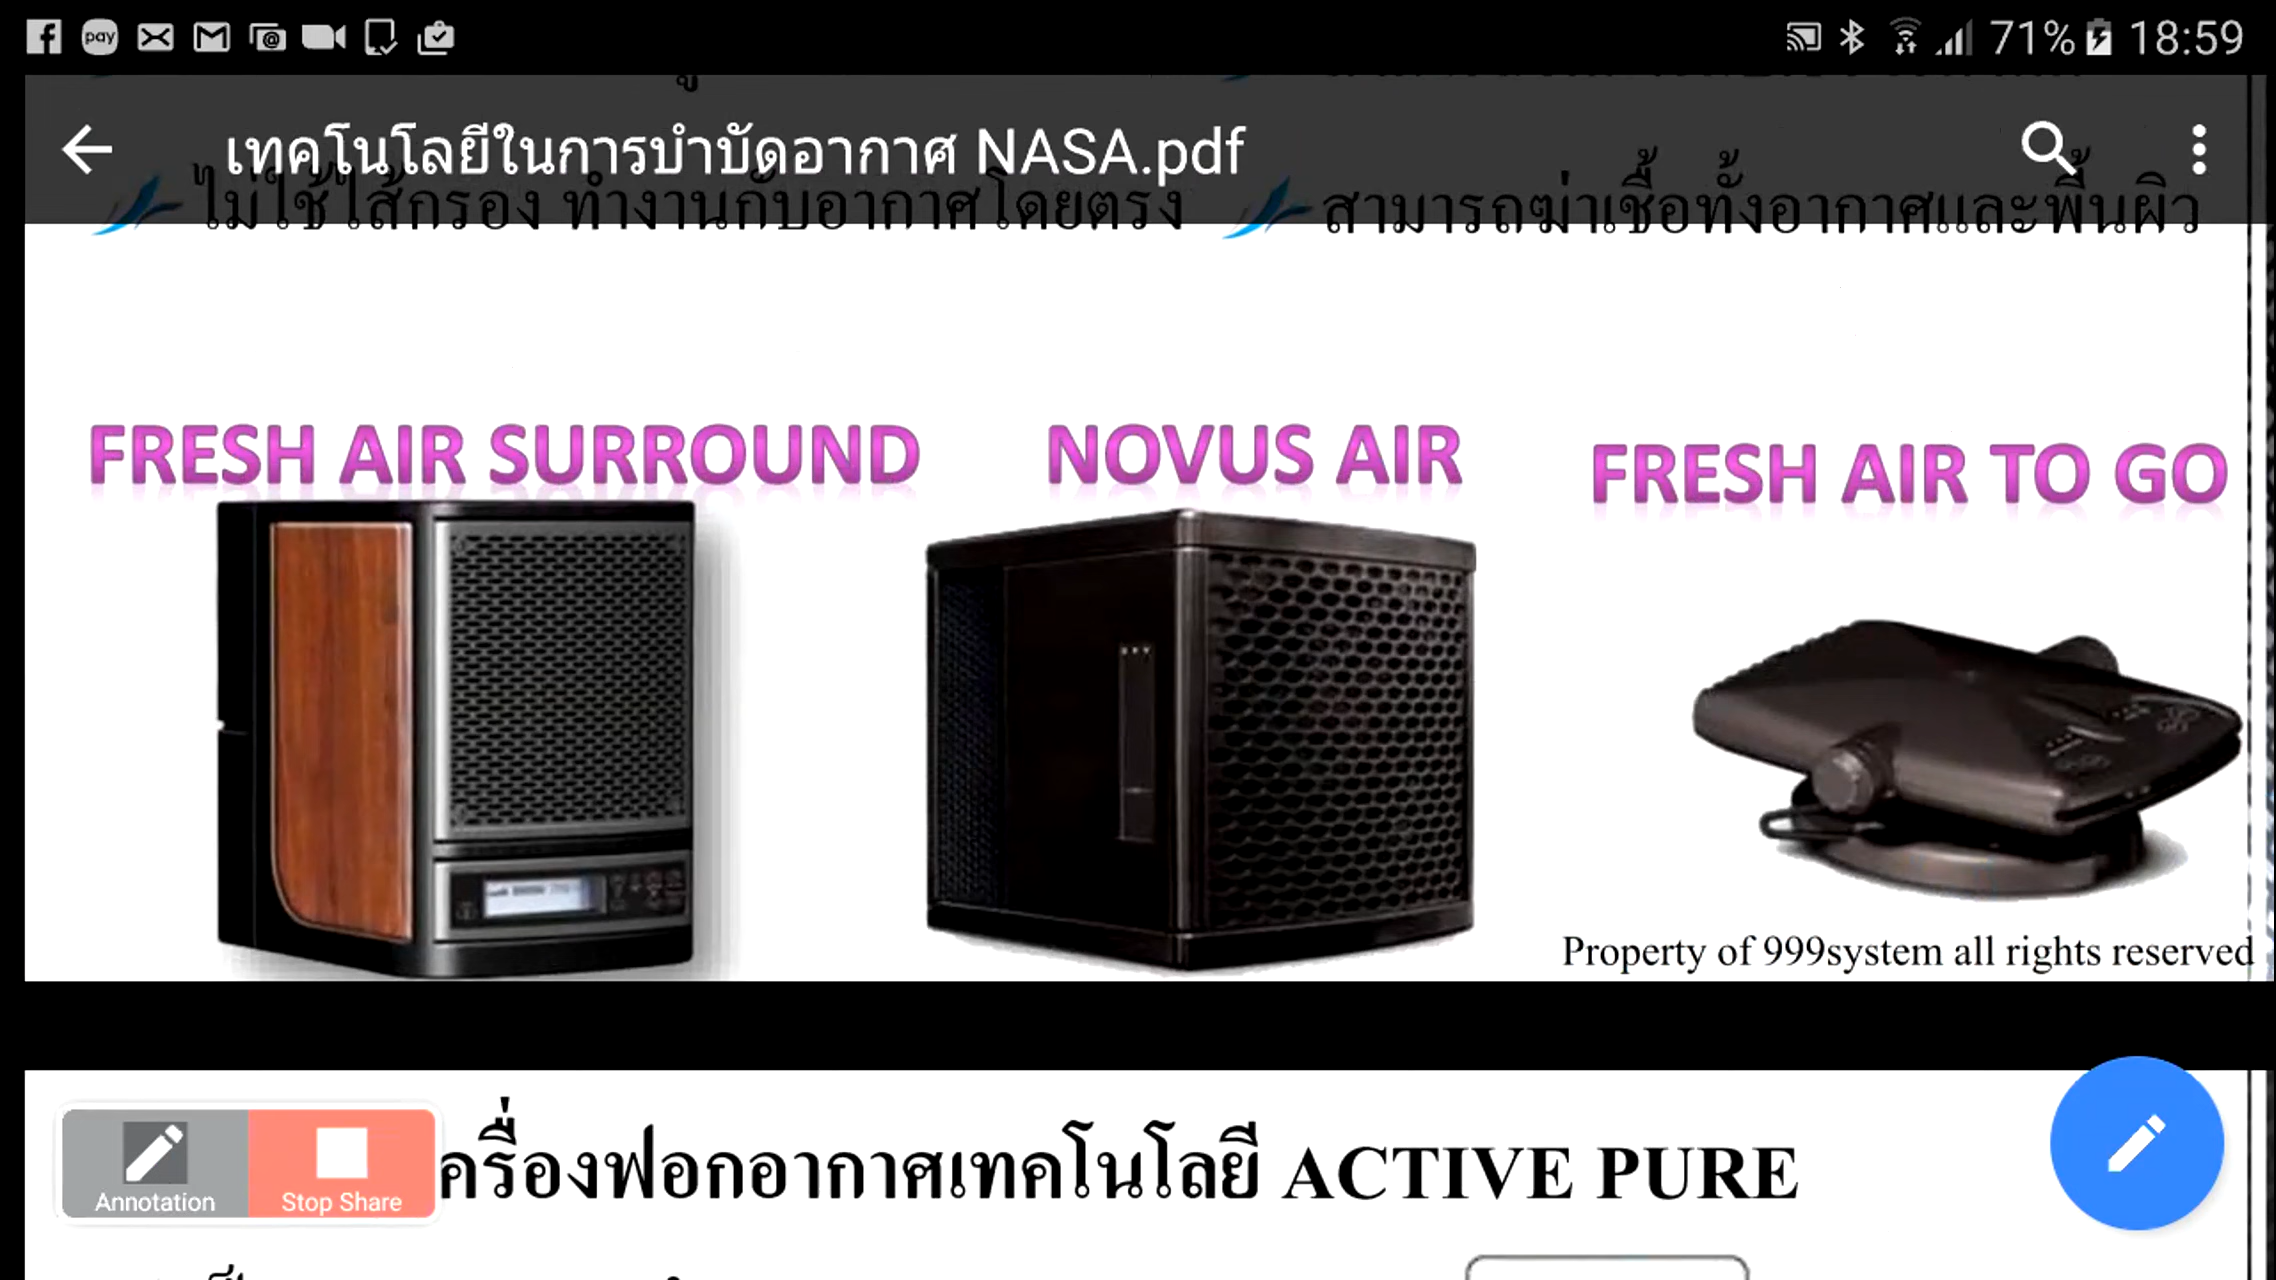 pay 71% 18:59
เทคโนโลยีในการบำบัดอากาศ NASA.pdf
ไม่ใช้ไส้กรอง ทำงานกับอากาศโดยตรง สามารถฆ่าเชื้อทั้งอากาศและพื้นผิว
FRESH AIR SURROUND NOVUS AIR FRESH AIR TO GO
Property of 999system all rights reserved
ครื่องฟอกอากาศเทคโนโลยี ACTIVE PURE
Annotation Stop Share